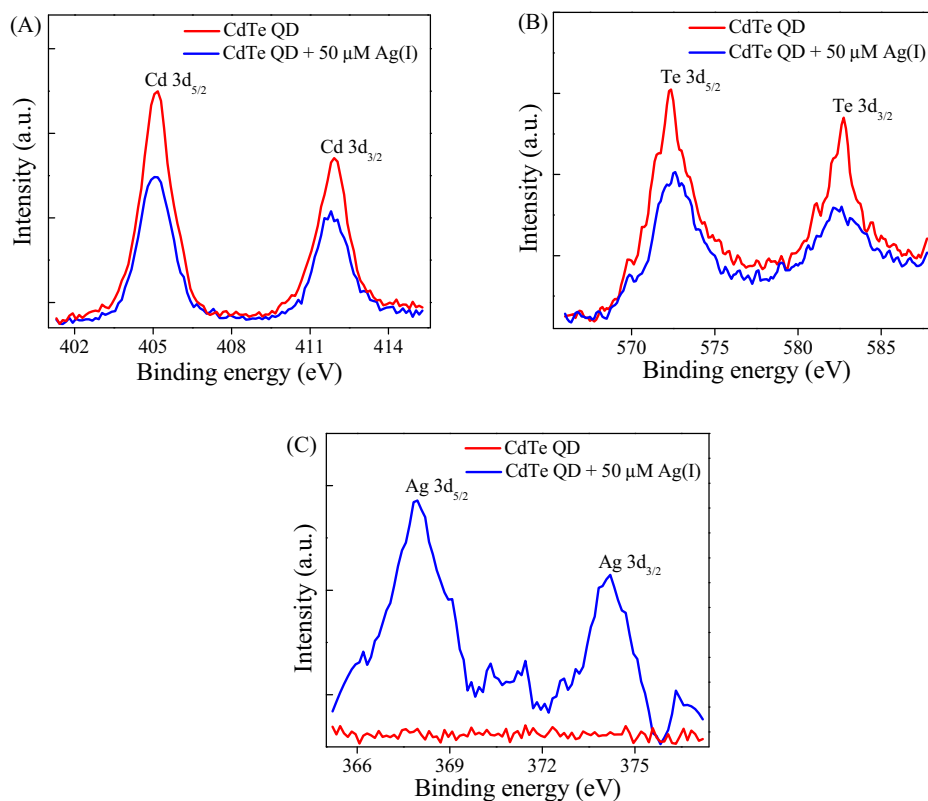 (A)
CdTe QD
CdTe QD + 50 µM Ag(I)
Cd 3d5/2
Cd 3d3/2
Intensity (a.u.)
402 405 408 411 414
Binding energy (eV)
(B)
CdTe QD
CdTe QD + 50 µM Ag(I)
Te 3d5/2
Te 3d3/2
Intensity (a.u.)
570 575 580 585
Binding energy (eV)
(C)
CdTe QD
CdTe QD + 50 µM Ag(I)
Ag 3d5/2
Ag 3d3/2
Intensity (a.u.)
366 369 372 375
Binding energy (eV)